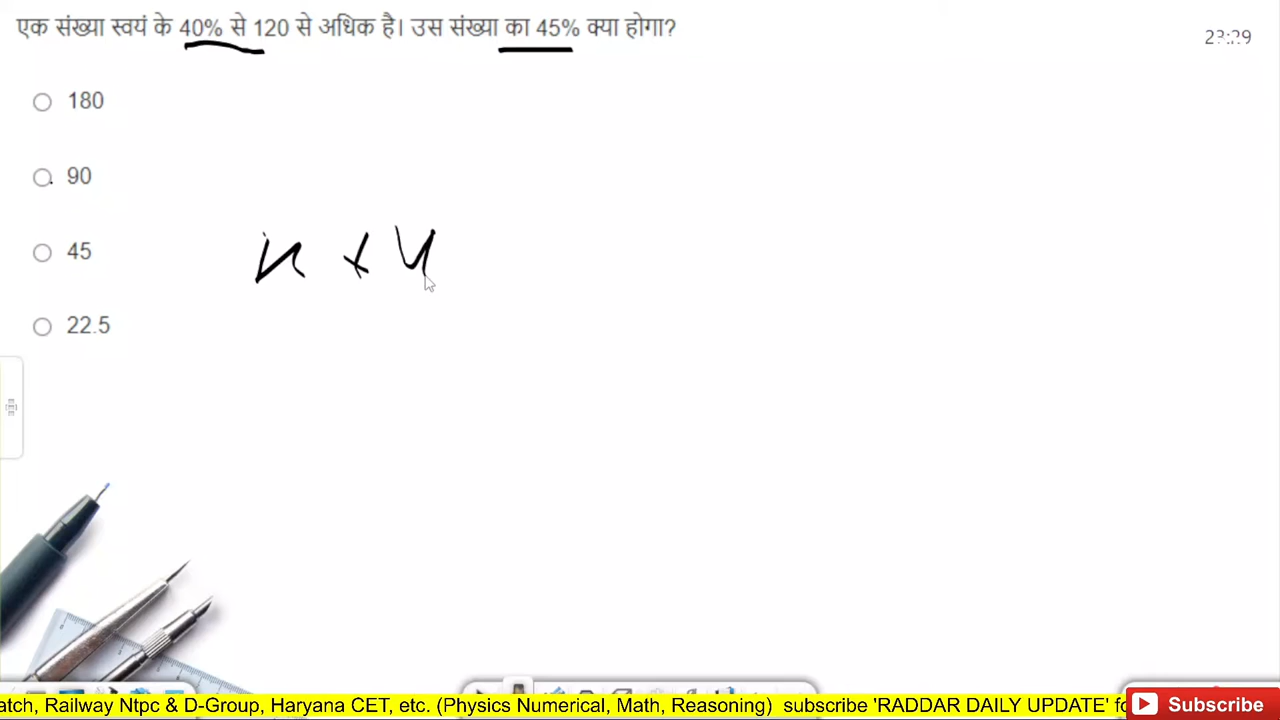 एक संख्या स्वयं के 40% से 120 से अधिक है। उस संख्या का 45% क्या होगा?
23:29
180
90
45
22.5
x × 4
atch, Railway Ntpc & D-Group, Haryana CET, etc. (Physics Numerical, Math, Reasoning) subscribe 'RADDAR DAILY UPDATE' fo
Subscribe